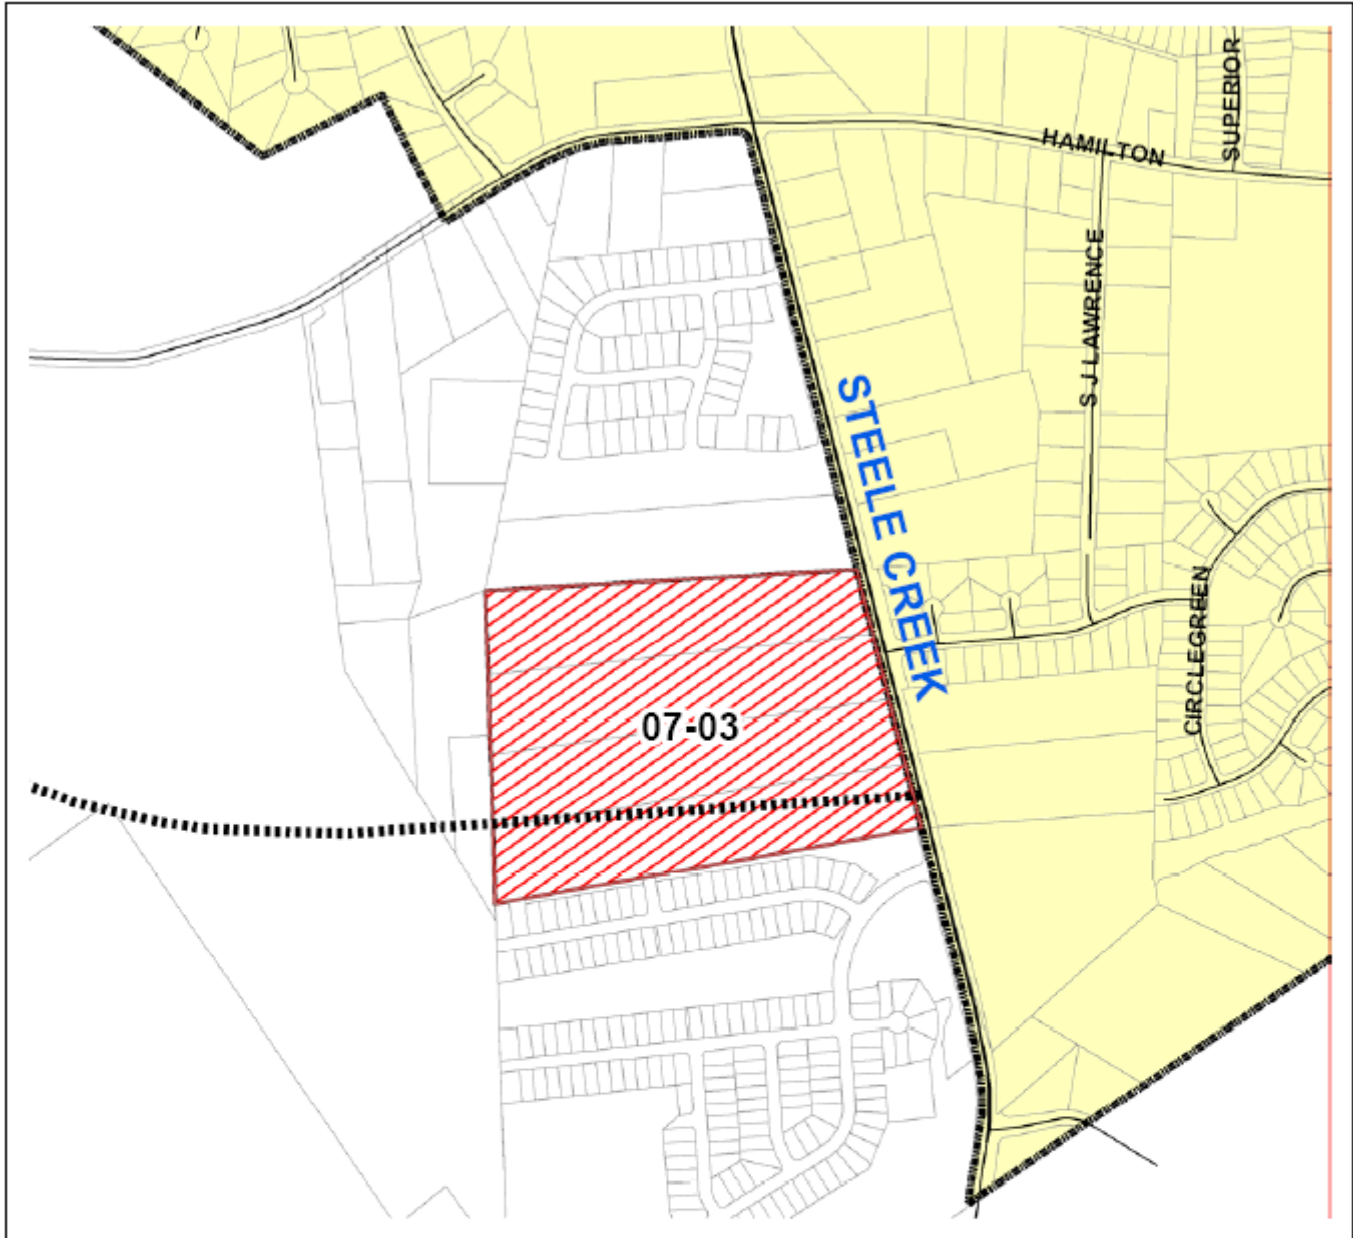 SUPERIOR
HAMILTON
S J LAWRENCE
STEELE CREEK
CIRCLEGREEN
07-03